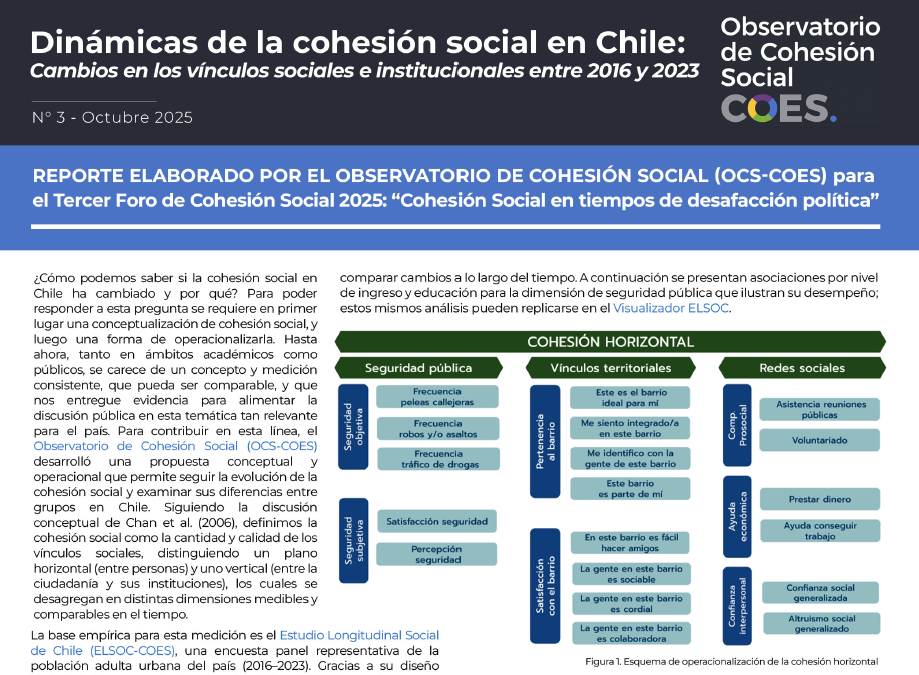 Dinámicas de la cohesión social en Chile:
Cambios en los vínculos sociales e institucionales entre 2016 y 2023
N° 3 - Octubre 2025
Observatorio
de Cohesión
Social
COES.
REPORTE ELABORADO POR EL OBSERVATORIO DE COHESIÓN SOCIAL (OCS-COES) para
el Tercer Foro de Cohesión Social 2025: “Cohesión Social en tiempos de desafacción política”
¿Cómo podemos saber si la cohesión social en
Chile ha cambiado y por qué? Para poder
responder a esta pregunta se requiere en primer
lugar una conceptualización de cohesión social, y
luego una forma de operacionalizarla. Hasta
ahora, tanto en ámbitos académicos como
públicos, se carece de un concepto y medición
consistente, que pueda ser comparable, y que
nos entregue evidencia para alimentar la
discusión pública en esta temática tan relevante
para el país. Para contribuir en esta línea, el
Observatorio de Cohesión Social (OCS-COES)
desarrolló una propuesta conceptual y
operacional que permite seguir la evolución de la
cohesión social y examinar sus diferencias entre
grupos en Chile. Siguiendo la discusión
conceptual de Chan et al. (2006), definimos la
cohesión social como la cantidad y calidad de los
vínculos sociales, distinguiendo un plano
horizontal (entre personas) y uno vertical (entre la
ciudadanía y sus instituciones), los cuales se
desagregan en distintas dimensiones medibles y
comparables en el tiempo.
La base empírica para esta medición es el Estudio Longitudinal Social
de Chile (ELSOC-COES), una encuesta panel representativa de la
población adulta urbana del país (2016–2023). Gracias a su diseño
comparar cambios a lo largo del tiempo. A continuación se presentan asociaciones por nivel
de ingreso y educación para la dimensión de seguridad pública que ilustran su desempeño;
estos mismos análisis pueden replicarse en el Visualizador ELSOC.
COHESIÓN HORIZONTAL
Seguridad pública
Seguridad
objetiva
Frecuencia
peleas callejeras
Frecuencia
robos y/o asaltos
Frecuencia
tráfico de drogas
Seguridad
subjetiva
Satisfacción seguridad
Percepción
seguridad
Vínculos territoriales
Pertenencia
al barrio
Este es el barrio
ideal para mí
Me siento integrado/a
en este barrio
Me identifico con la
gente de este barrio
Este barrio
es parte de mí
Satisfacción
con el barrio
En este barrio es fácil
hacer amigos
La gente en este barrio
es sociable
La gente en este barrio
es cordial
La gente en este barrio
es colaboradora
Redes sociales
Comp.
Prosocial
Asistencia reuniones
públicas
Voluntariado
Ayuda
económica
Prestar dinero
Ayuda conseguir
trabajo
Confianza
interpersonal
Confianza social
generalizada
Altruismo social
generalizado
Figura 1. Esquema de operacionalización de la cohesión horizontal